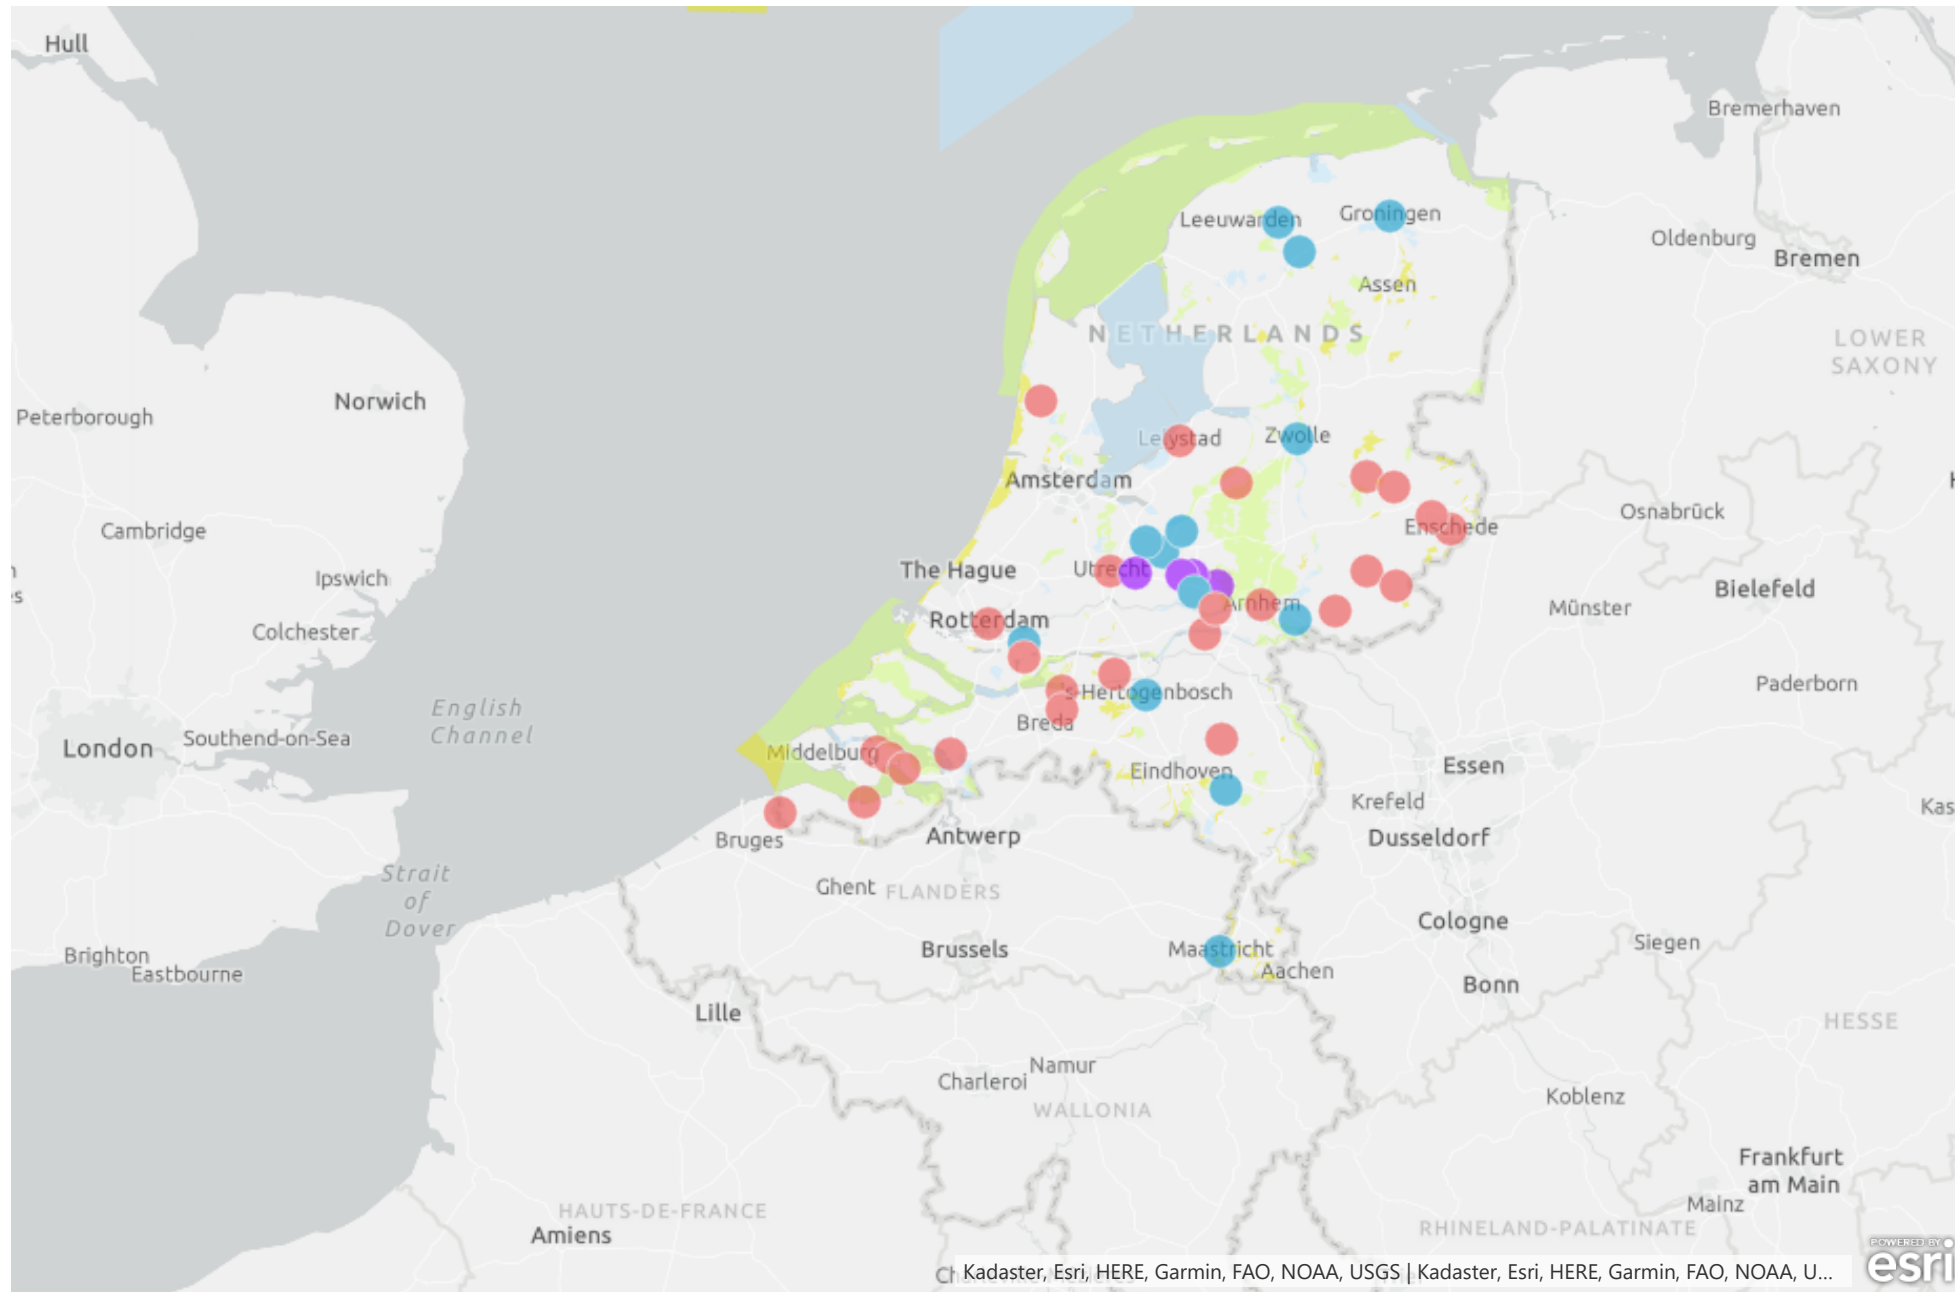 Hull
Bremerhaven
Leeuwarden
Groningen
Oldenburg
Bremen
Assen
NETHERLANDS
LOWER
SAXONY
Norwich
Peterborough
Lelystad
Zwolle
Amsterdam
Osnabrück
Cambridge
Enschede
The Hague
Utrecht
Ipswich
Bielefeld
Arnhem
Münster
Rotterdam
Colchester
Paderborn
's-Hertogenbosch
English
Channel
Breda
London
Southend-on-Sea
Middelburg
Essen
Eindhoven
Krefeld
Kas
Bruges
Antwerp
Dusseldorf
Strait
of
Dover
Ghent
FLANDERS
Cologne
Siegen
Brighton
Eastbourne
Brussels
Maastricht
Aachen
Bonn
Lille
HESSE
Namur
Charleroi
WALLONIA
Koblenz
Frankfurt
am Main
Mainz
HAUTS-DE-FRANCE
Amiens
RHINELAND-PALATINATE
Kadaster, Esri, HERE, Garmin, FAO, NOAA, USGS | Kadaster, Esri, HERE, Garmin, FAO, NOAA, U...
POWERED BY
esri